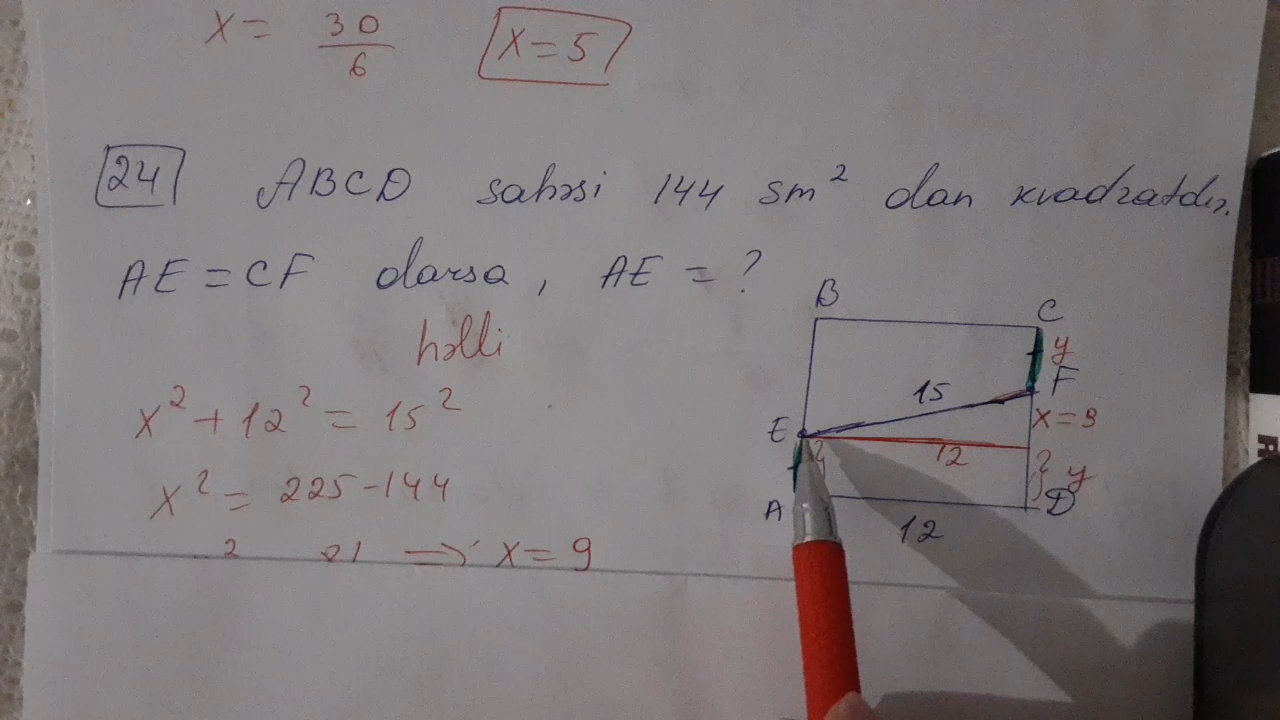 x = 30/6 x = 5
24 ABCD sahəsi 144 sm² dan kvadratdır.
AE = CF olarsa, AE = ?
həlli
x² + 12² = 15²
x² = 225 - 144
⇒ x = 9
B C
y
15 F
E x = 9
12
y
A D
12